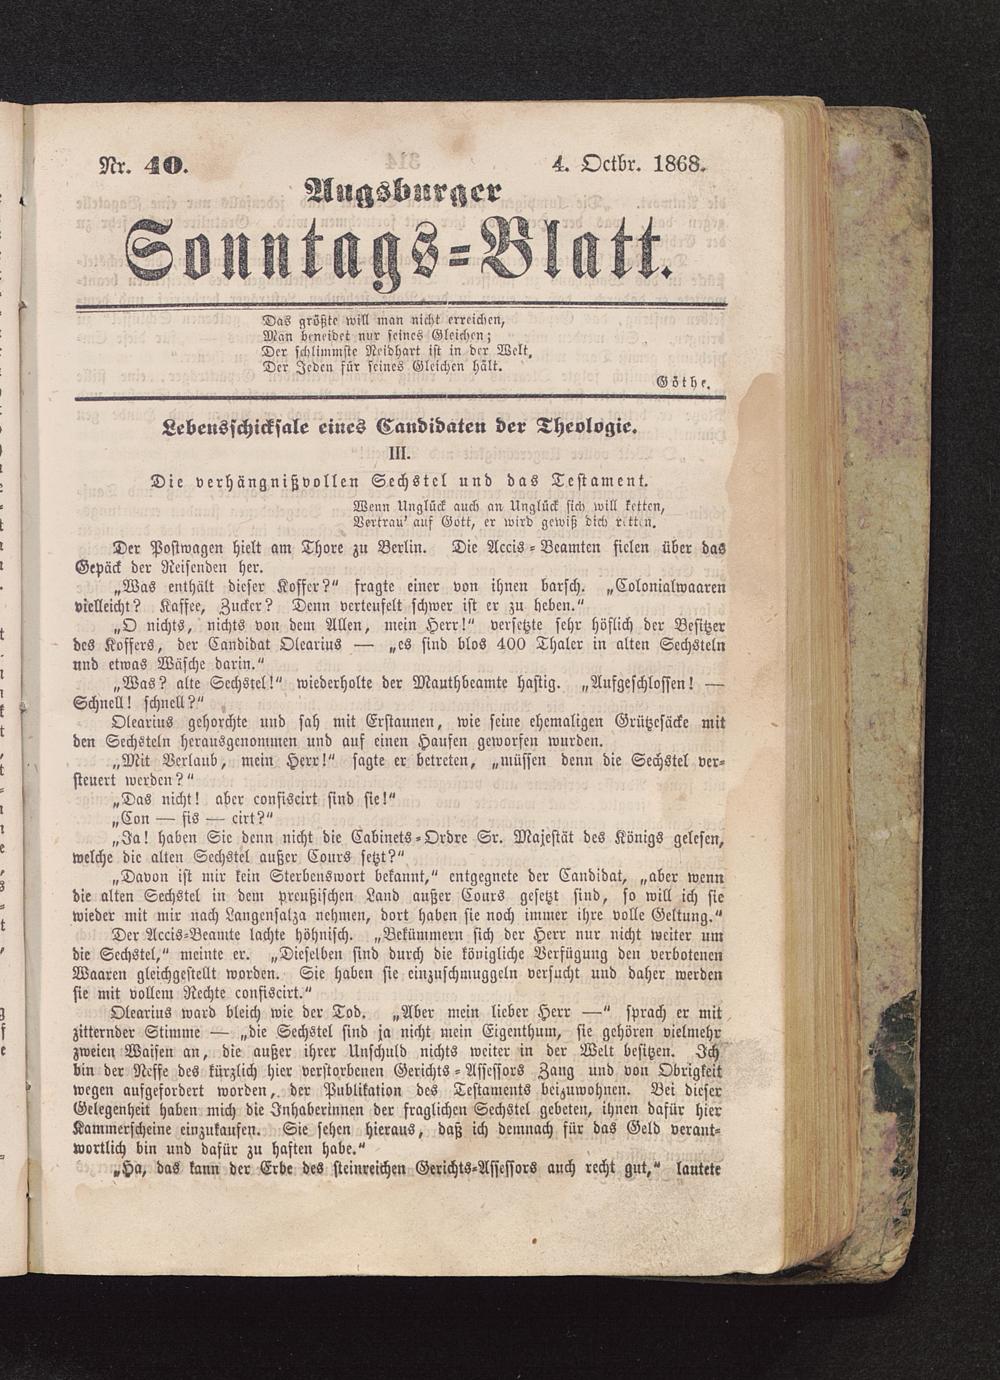 Nr. 40.
4. Octbr. 1868.
Augsburger
Sonntags=Blatt.
Das größte will man nicht erreichen,
Man beneidet nur seines Gleichen;
Der schlimmste Neidhart ist in der Welt,
Der Jeden für seines Gleichen hält.
Göthe.
Lebensschicksale eines Candidaten der Theologie.
III.
Die verhängnißvollen Sechstel und das Testament.
Wenn Unglück auch an Unglück sich will ketten,
Vertrau' auf Gott, er wird gewiß dich retten.
Der Postwagen hielt am Thore zu Berlin. Die Accis=Beamten fielen über das
Gepäck der Reisenden her.
„Was enthält dieser Koffer?“ fragte einer von ihnen barsch. „Colonialwaaren
vielleicht? Kaffee, Zucker? Denn verteufelt schwer ist er zu heben.“
„O nichts, nichts von dem Allen, mein Herr!“ versetzte sehr höflich der Besitzer
des Koffers, der Candidat Olearius — „es sind blos 400 Thaler in alten Sechsteln
und etwas Wäsche darin.“
„Was? alte Sechstel!“ wiederholte der Mauthbeamte hastig. „Aufgeschlossen! —
Schnell! schnell?“
Olearius gehorchte und sah mit Erstaunen, wie seine ehemaligen Grützesäcke mit
den Sechsteln herausgenommen und auf einen Haufen geworfen wurden.
„Mit Verlaub, mein Herr!“ sagte er betreten, „müssen denn die Sechstel ver=
steuert werden?“
„Das nicht! aber confiscirt sind sie!“
„Con — fis — cirt?“
„Ja! haben Sie denn nicht die Cabinets=Ordre Sr. Majestät des Königs gelesen,
welche die alten Sechstel außer Cours setzt?“
„Davon ist mir kein Sterbenswort bekannt,“ entgegnete der Candidat, „aber wenn
die alten Sechstel in dem preußischen Land außer Cours gesetzt sind, so will ich sie
wieder mit mir nach Langensalza nehmen, dort haben sie noch immer ihre volle Geltung.“
Der Accis=Beamte lachte höhnisch. „Bekümmern sich der Herr nur nicht weiter um
die Sechstel,“ meinte er. „Dieselben sind durch die königliche Verfügung den verbotenen
Waaren gleichgestellt worden. Sie haben sie einzuschmuggeln versucht und daher werden
sie mit vollem Rechte confiscirt.“
Olearius ward bleich wie der Tod. „Aber mein lieber Herr —“ sprach er mit
zitternder Stimme — „die Sechstel sind ja nicht mein Eigenthum, sie gehören vielmehr
zweien Waisen an, die außer ihrer Unschuld nichts weiter in der Welt besitzen. Ich
bin der Neffe des kürzlich hier verstorbenen Gerichts=Assessors Zang und von Obrigkeit
wegen aufgefordert worden, der Publikation des Testaments beizuwohnen. Bei dieser
Gelegenheit haben mich die Inhaberinnen der fraglichen Sechstel gebeten, ihnen dafür hier
Kammerscheine einzukaufen. Sie sehen hieraus, daß ich demnach für das Geld verant=
wortlich bin und dafür zu haften habe.“
„Ha, das kann der Erbe des steinreichen Gerichts=Assessors auch recht gut,“ lautete